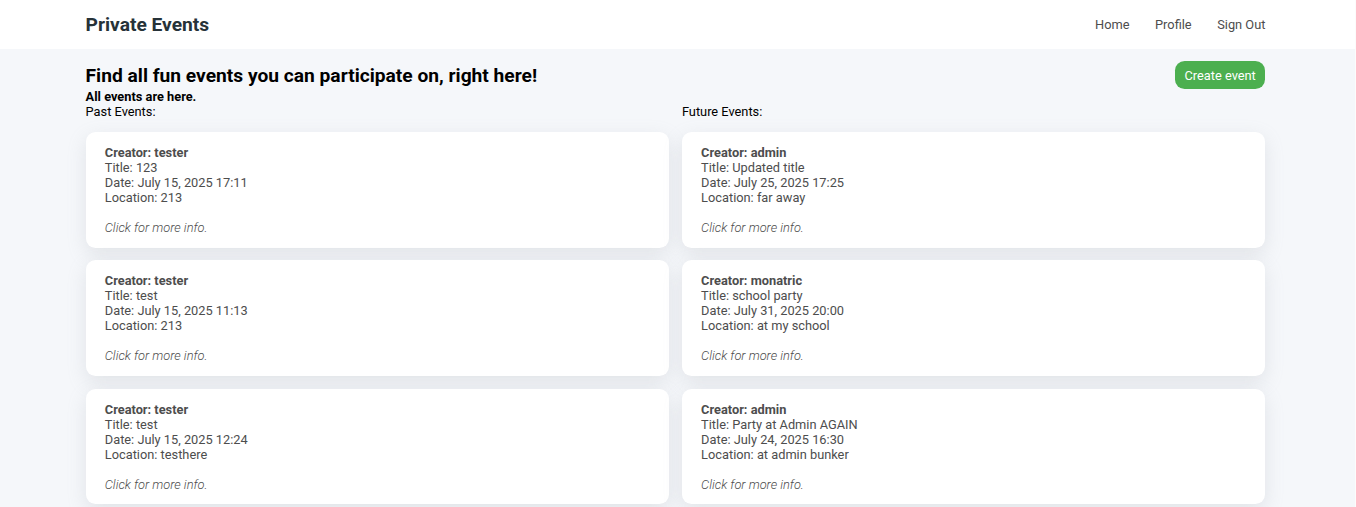 Private Events
Home Profile Sign Out
Find all fun events you can participate on, right here!
Create event
All events are here.
Past Events:
Creator: tester
Title: 123
Date: July 15, 2025 17:11
Location: 213
Click for more info.
Creator: tester
Title: test
Date: July 15, 2025 11:13
Location: 213
Click for more info.
Creator: tester
Title: test
Date: July 15, 2025 12:24
Location: testhere
Click for more info.
Future Events:
Creator: admin
Title: Updated title
Date: July 25, 2025 17:25
Location: far away
Click for more info.
Creator: monatric
Title: school party
Date: July 31, 2025 20:00
Location: at my school
Click for more info.
Creator: admin
Title: Party at Admin AGAIN
Date: July 24, 2025 16:30
Location: at admin bunker
Click for more info.